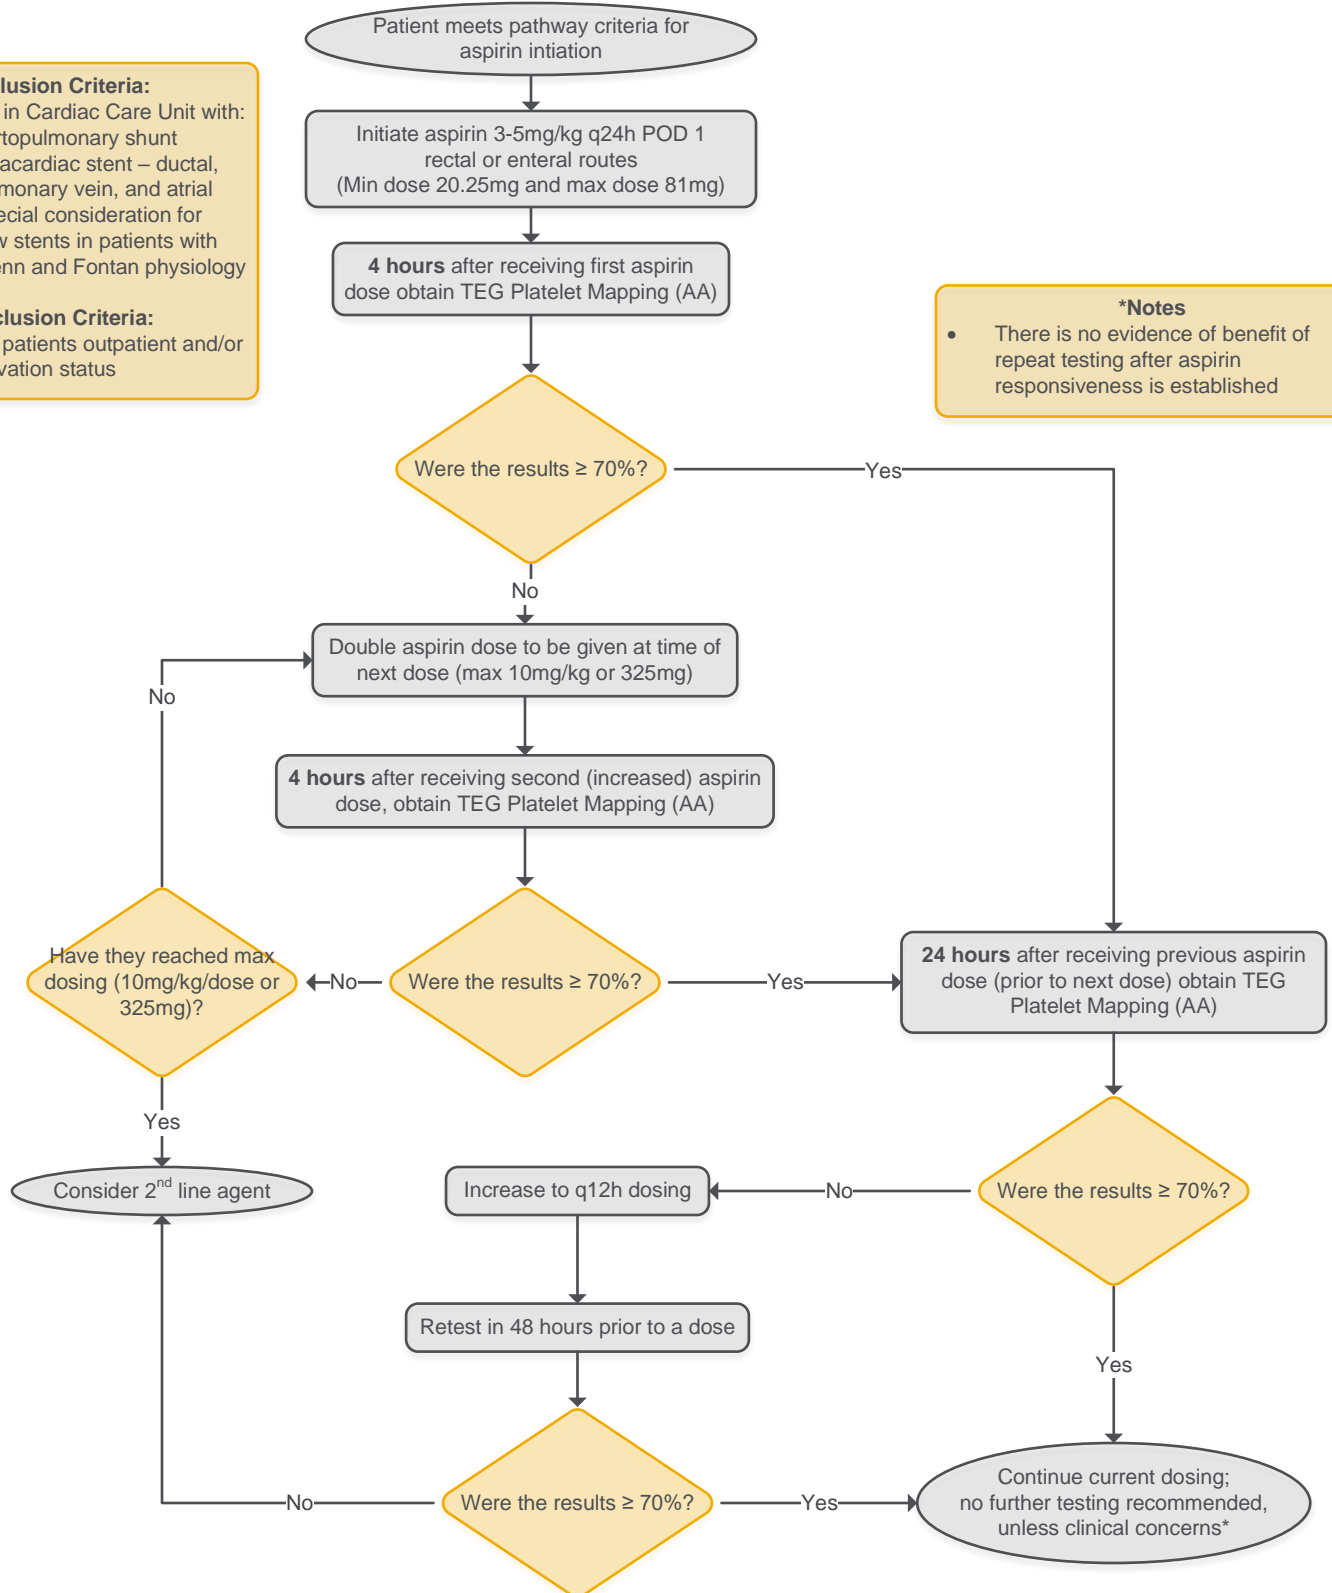 Patient meets pathway criteria for
aspirin intiation
lusion Criteria:
in Cardiac Care Unit with:
rtopulmonary shunt
acardiac stent – ductal,
monary vein, and atrial
ecial consideration for
w stents in patients with
enn and Fontan physiology
clusion Criteria:
patients outpatient and/or
vation status
Initiate aspirin 3-5mg/kg q24h POD 1
rectal or enteral routes
(Min dose 20.25mg and max dose 81mg)
4 hours after receiving first aspirin
dose obtain TEG Platelet Mapping (AA)
*Notes
• There is no evidence of benefit of
repeat testing after aspirin
responsiveness is established
Were the results ≥ 70%?
Yes
No
Double aspirin dose to be given at time of
next dose (max 10mg/kg or 325mg)
No
4 hours after receiving second (increased) aspirin
dose, obtain TEG Platelet Mapping (AA)
Have they reached max
dosing (10mg/kg/dose or
325mg)?
No
Were the results ≥ 70%?
Yes
24 hours after receiving previous aspirin
dose (prior to next dose) obtain TEG
Platelet Mapping (AA)
Yes
Consider 2nd line agent
Increase to q12h dosing
No
Were the results ≥ 70%?
Retest in 48 hours prior to a dose
Yes
No
Were the results ≥ 70%?
Yes
Continue current dosing;
no further testing recommended,
unless clinical concerns*